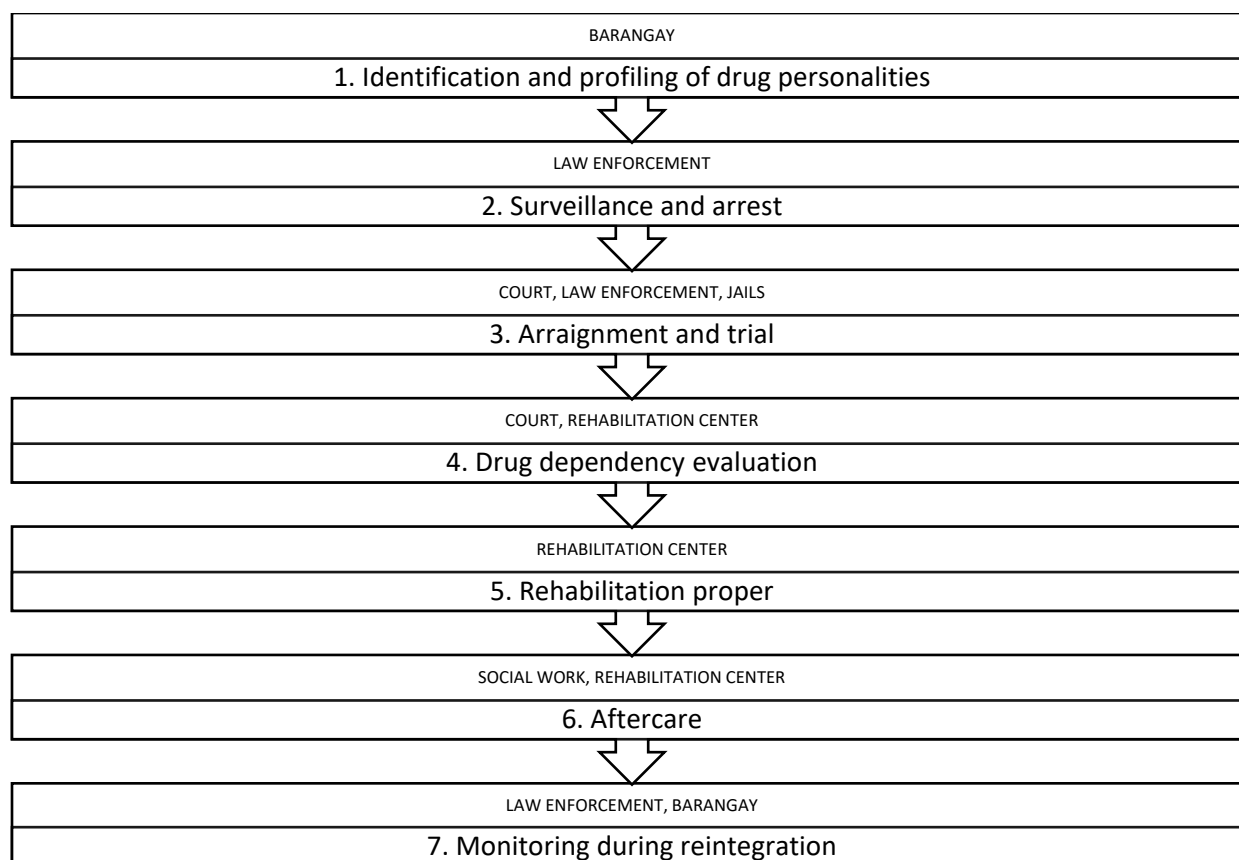 BARANGAY
1. Identification and profiling of drug personalities
LAW ENFORCEMENT
2. Surveillance and arrest
COURT, LAW ENFORCEMENT, JAILS
3. Arraignment and trial
COURT, REHABILITATION CENTER
4. Drug dependency evaluation
REHABILITATION CENTER
5. Rehabilitation proper
SOCIAL WORK, REHABILITATION CENTER
6. Aftercare
LAW ENFORCEMENT, BARANGAY
7. Monitoring during reintegration